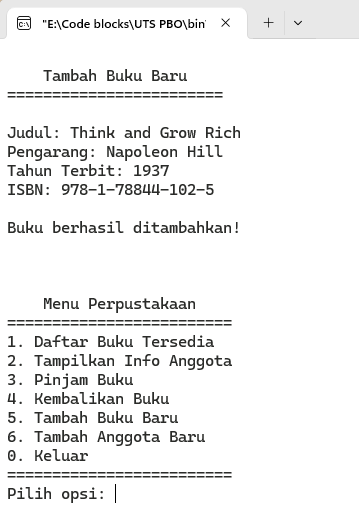 "E:\Code blocks\UTS PBO\bin'
Tambah Buku Baru
========================
Judul: Think and Grow Rich
Pengarang: Napoleon Hill
Tahun Terbit: 1937
ISBN: 978-1-78844-102-5
Buku berhasil ditambahkan!
Menu Perpustakaan
=========================
1. Daftar Buku Tersedia
2. Tampilkan Info Anggota
3. Pinjam Buku
4. Kembalikan Buku
5. Tambah Buku Baru
6. Tambah Anggota Baru
0. Keluar
=========================
Pilih opsi: